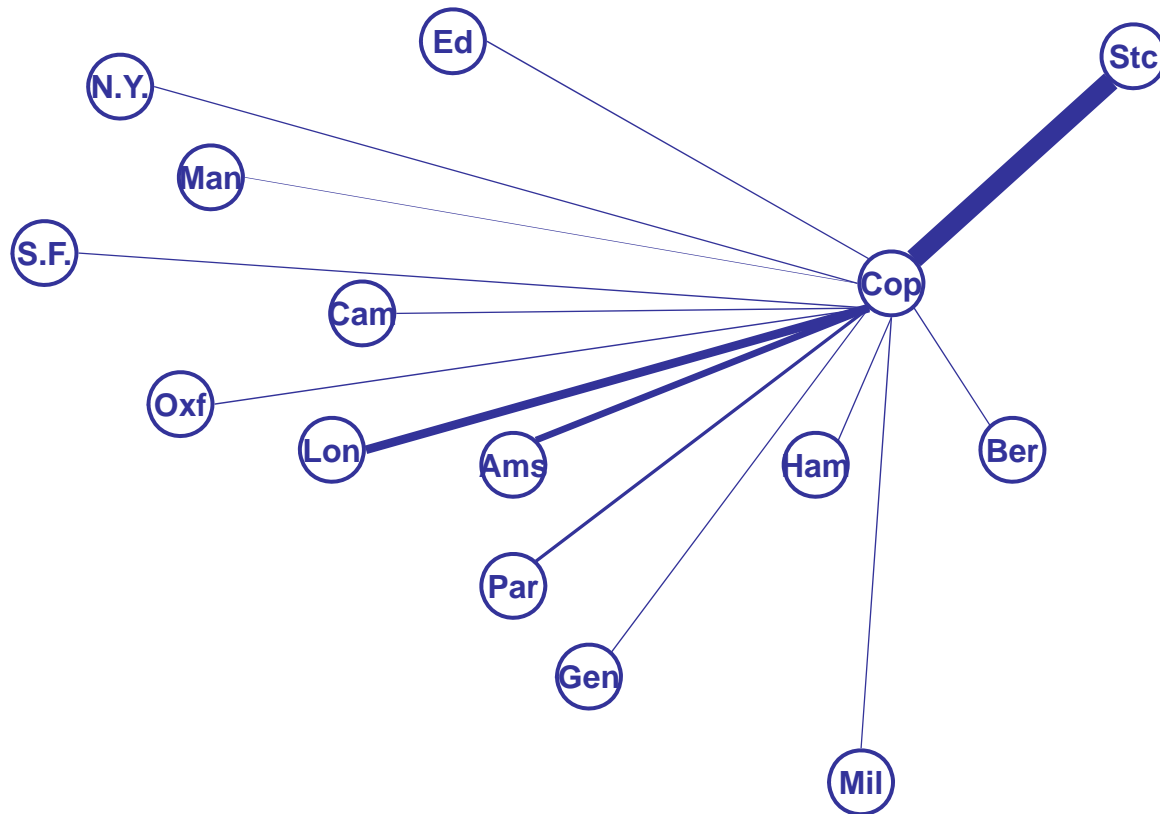 Ed
Stc
N.Y.
Man
S.F.
Cop
Cam
Oxf
Lon
Ams
Ham
Ber
Par
Gen
Mil